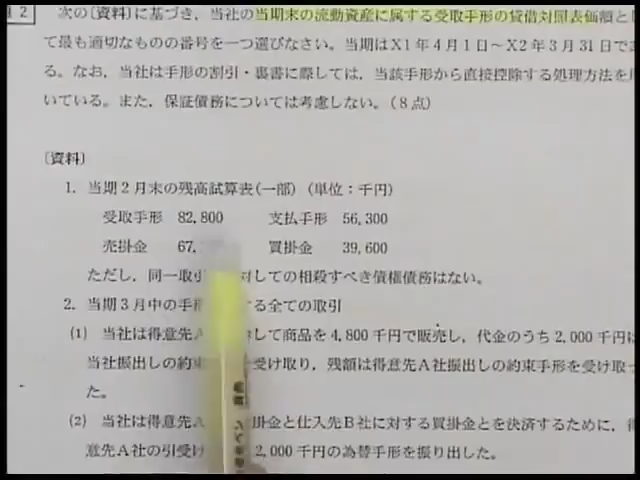 2 次の〔資料〕に基づき，当社の当期末の流動資産に属する受取手形の貸借対照表価額と
て最も適切なものの番号を一つ選びなさい。当期はX1年4月1日～X2年3月31日で
る。なお，当社は手形の割引・裏書に際しては，当該手形から直接控除する処理方法を
いている。また，保証債務については考慮しない。(8点)
〔資料〕
1. 当期2月末の残高試算表(一部) (単位：千円)
受取手形 82,800 支払手形 56,300
売掛金 67, 買掛金 39,600
ただし，同一取引 対しての相殺すべき債権債務はない。
2. 当期3月中の手 する全ての取引
(1) 当社は得意先 して商品を4,800千円で販売し，代金のうち2,000千円
当社振出しの約束 受け取り，残額は得意先A社振出しの約束手形を受け取
た。
(2) 当社は得意先 掛金と仕入先B社に対する買掛金とを決済するために，
意先A社の引受 2,000千円の為替手形を振り出した。